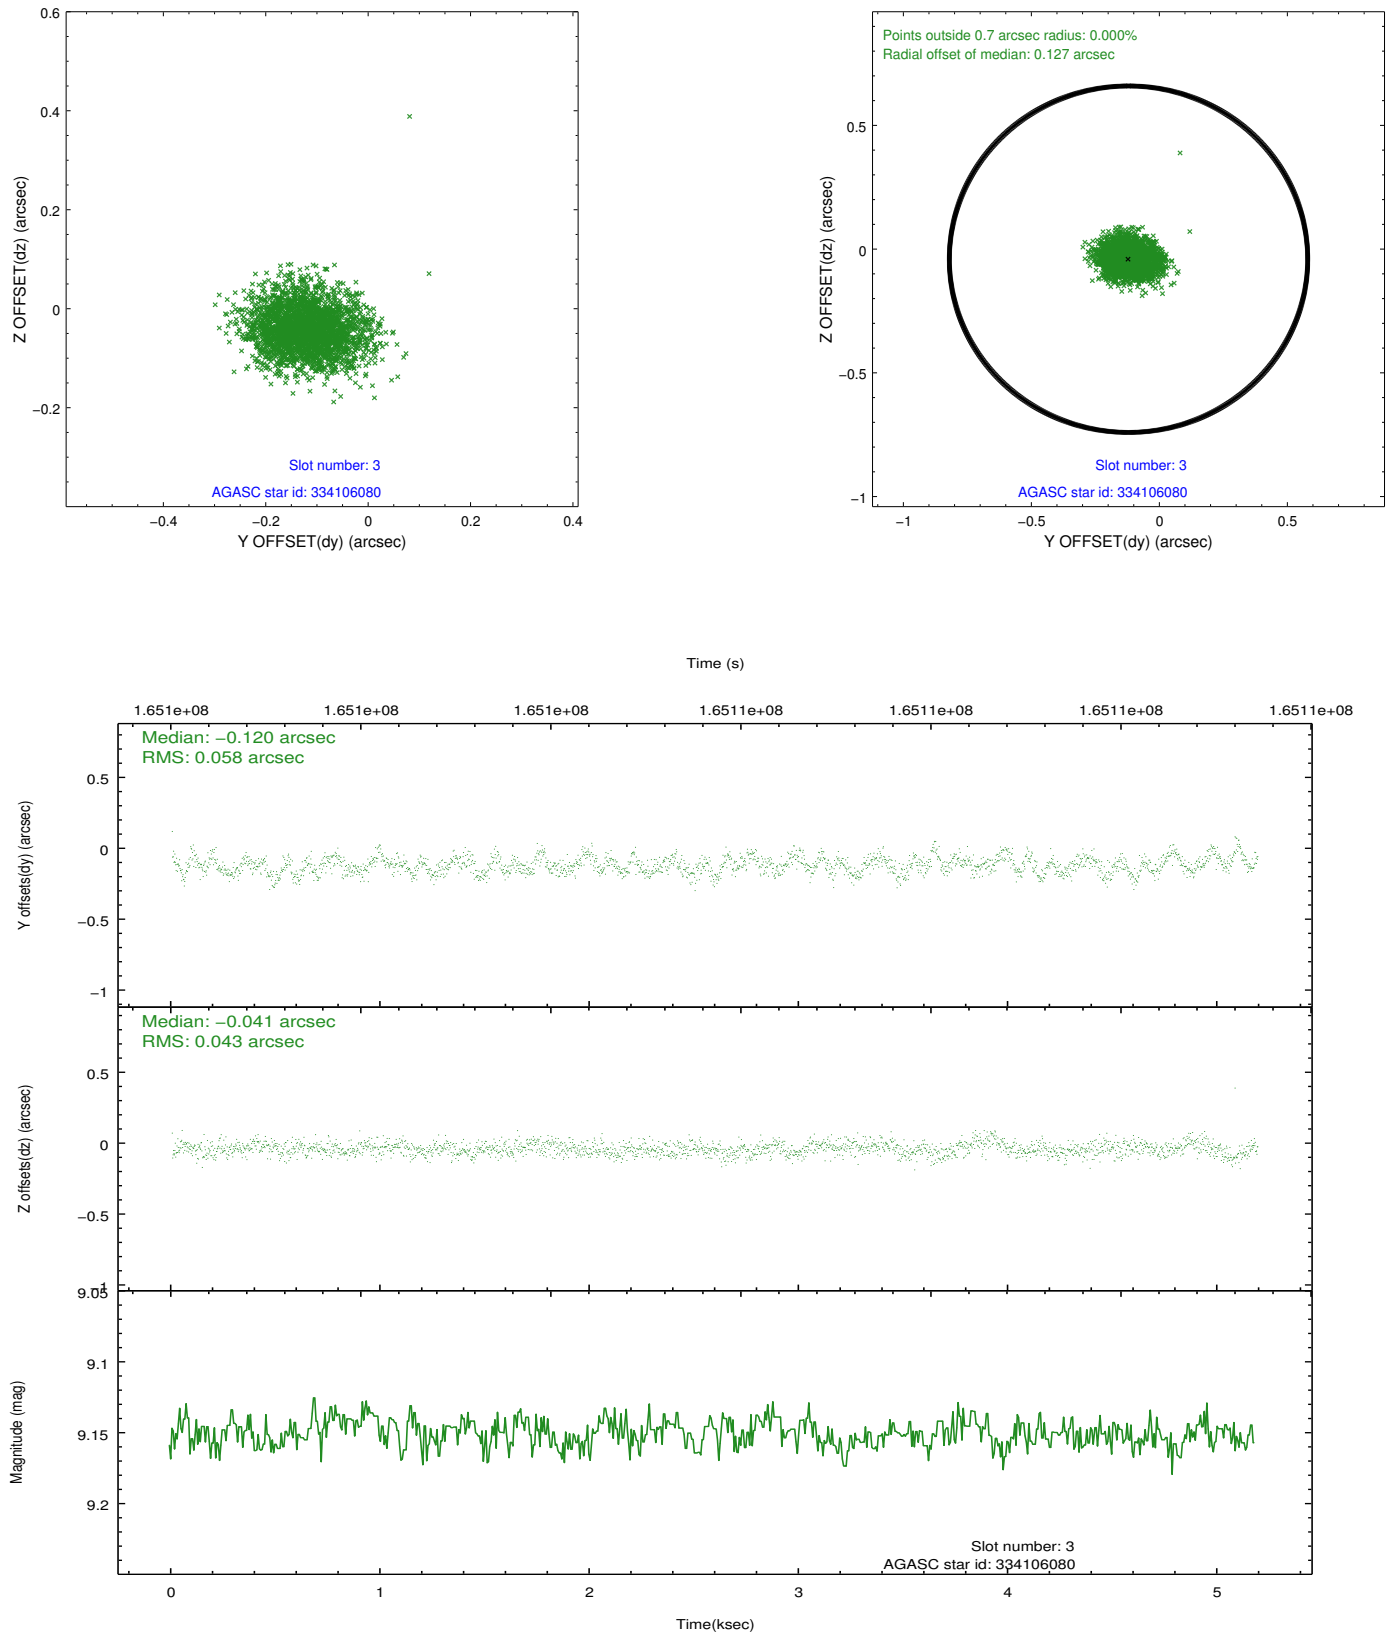 0.6
0.4
0.2
0
−0.2
Z OFFSET(dz) (arcsec)
Slot number: 3
AGASC star id: 334106080
−0.4 −0.2 0 0.2 0.4
Y OFFSET(dy) (arcsec)
Points outside 0.7 arcsec radius: 0.000%
Radial offset of median: 0.127 arcsec
0.5
0
−0.5
−1
Z OFFSET(dz) (arcsec)
Slot number: 3
AGASC star id: 334106080
−1 −0.5 0 0.5
Y OFFSET(dy) (arcsec)
Time (s)
1.651e+08 1.651e+08 1.651e+08 1.6511e+08 1.6511e+08 1.6511e+08 1.6511e+08
Median: −0.120 arcsec
RMS: 0.058 arcsec
0.5
0
−0.5
−1
Y offsets(dy) (arcsec)
Median: −0.041 arcsec
RMS: 0.043 arcsec
0.5
0
−0.5
−1
Z offsets(dz) (arcsec)
9.05
9.1
9.15
9.2
Magnitude (mag)
Slot number: 3
AGASC star id: 334106080
0 1 2 3 4 5
Time(ksec)